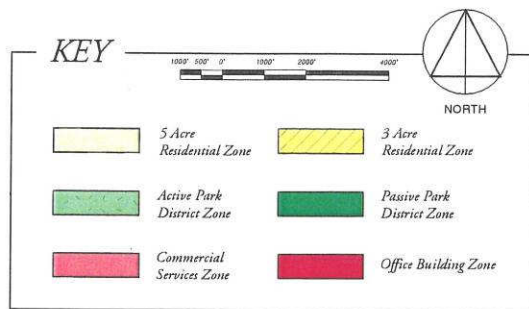 KEY
1000' 500' 0' 1000' 2000' 4000'
NORTH
5 Acre
Residential Zone
3 Acre
Residential Zone
Active Park
District Zone
Passive Park
District Zone
Commercial
Services Zone
Office Building Zone